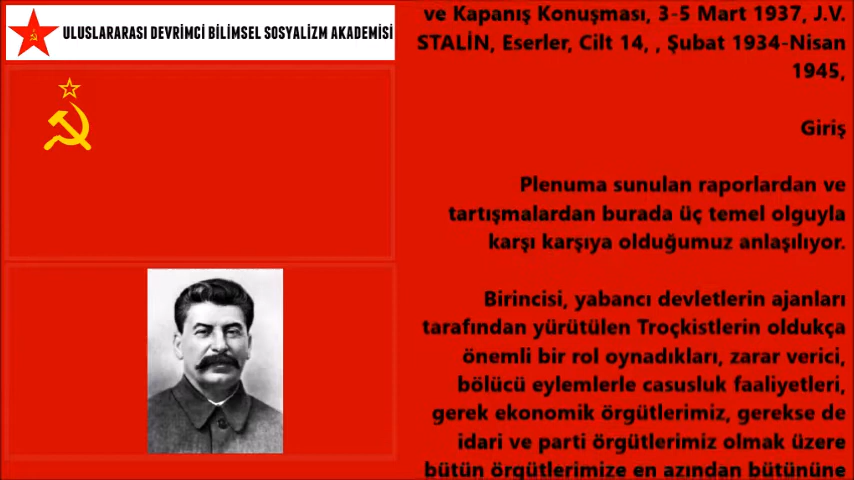 ULUSLARARASI DEVRİMCİ BİLİMSEL SOSYALİZM AKADEMİSİ
ve Kapanış Konuşması, 3-5 Mart 1937, J.V.
STALİN, Eserler, Cilt 14, , Şubat 1934-Nisan
1945,
Giriş
Plenuma sunulan raporlardan ve
tartışmalardan burada üç temel olguyla
karşı karşıya olduğumuz anlaşılıyor.
Birincisi, yabancı devletlerin ajanları
tarafından yürütülen Troçkistlerin oldukça
önemli bir rol oynadıkları, zarar verici,
bölücü eylemlerle casusluk faaliyetleri,
gerek ekonomik örgütlerimiz, gerekse de
idari ve parti örgütlerimiz olmak üzere
bütün örgütlerimize en azından bütününe